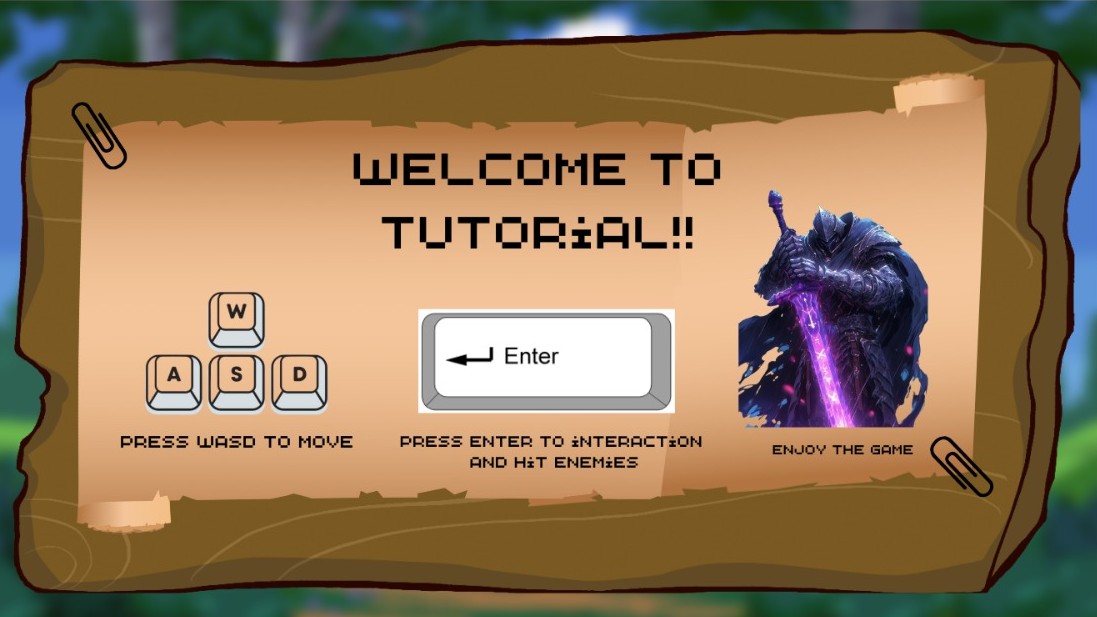 WELCOME TO
TUTORiAL!!
W
A S D
Enter
PRESS WASD TO MOVE
PRESS ENTER TO iNTERACTiON
AND HiT ENEMiES
ENJOY THE GAME